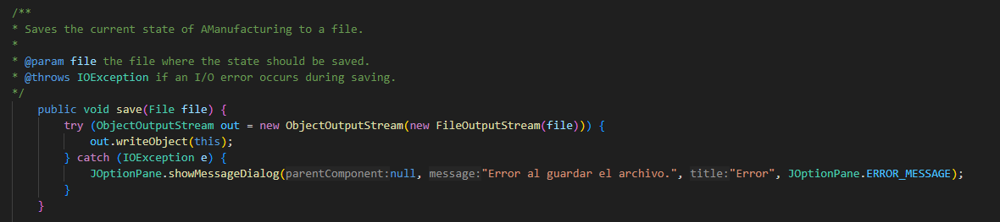 /**
* Saves the current state of AManufacturing to a file.
*
* @param file the file where the state should be saved.
* @throws IOException if an I/O error occurs during saving.
*/
public void save(File file) {
try (ObjectOutputStream out = new ObjectOutputStream(new FileOutputStream(file))) {
out.writeObject(this);
} catch (IOException e) {
JOptionPane.showMessageDialog(parentComponent:null, message:"Error al guardar el archivo.", title:"Error", JOptionPane.ERROR_MESSAGE);
}
}